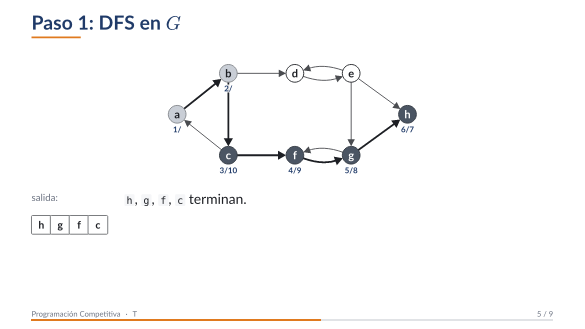 Paso 1: DFS en G
b
d
e
2/
a
h
1/
6/7
c
f
g
3/10
4/9
5/8
salida:
h, g, f, c terminan.
h g f c
Programación Competitiva · T
5 / 9